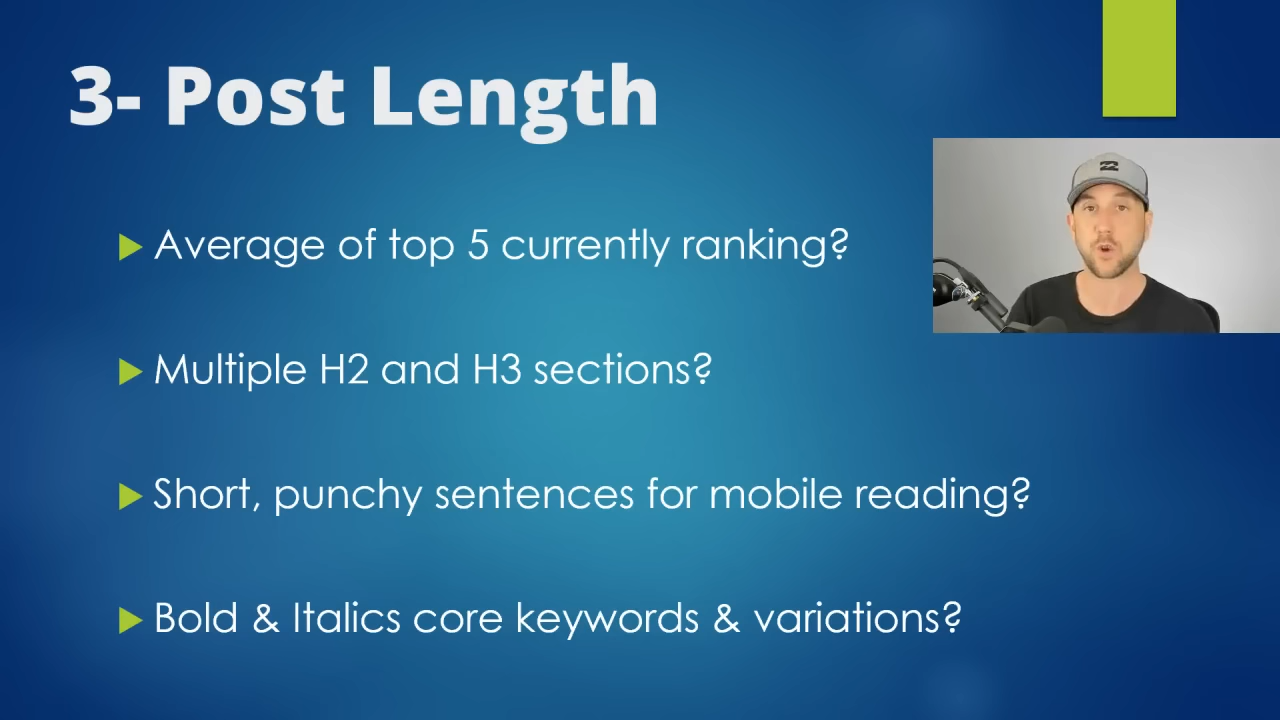 3- Post Length
Average of top 5 currently ranking?
Multiple H2 and H3 sections?
Short, punchy sentences for mobile reading?
Bold & Italics core keywords & variations?